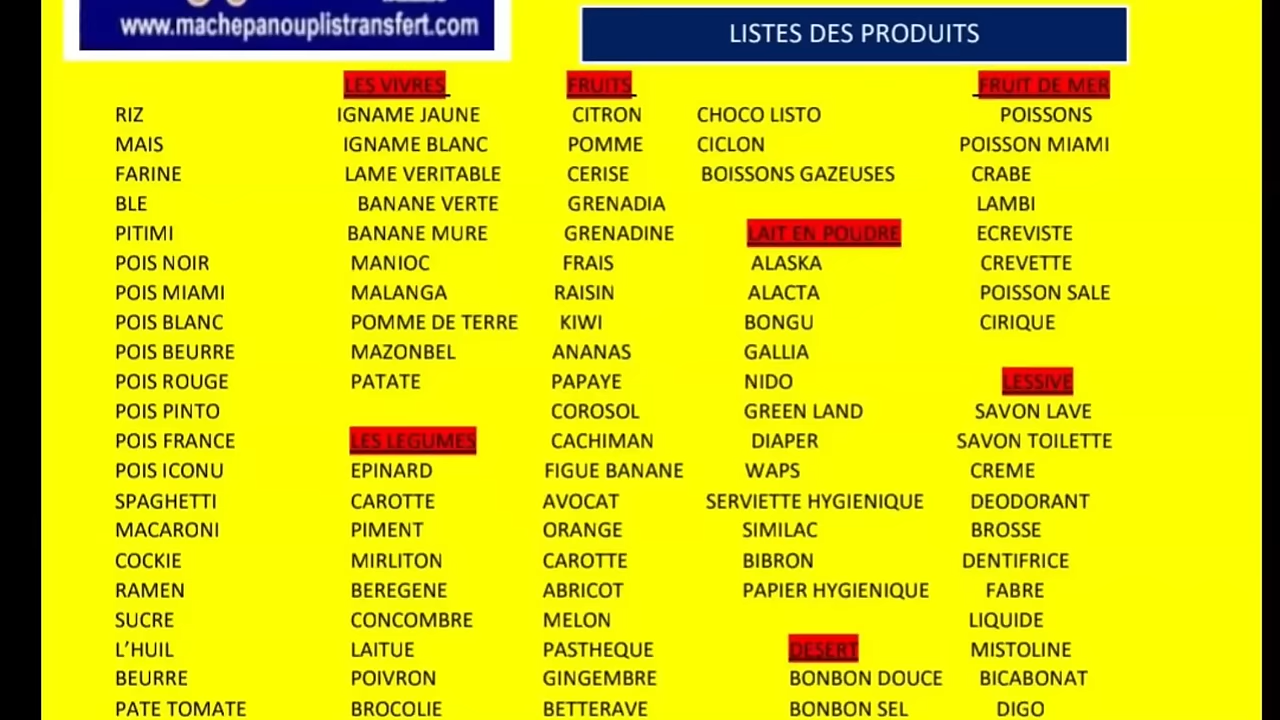 www.machepanouplistransfert.com
LISTES DES PRODUITS
LES VIVRES FRUITS FRUIT DE MER
RIZ IGNAME JAUNE CITRON CHOCO LISTO POISSONS
MAIS IGNAME BLANC POMME CICLON POISSON MIAMI
FARINE LAME VERITABLE CERISE BOISSONS GAZEUSES CRABE
BLE BANANE VERTE GRENADIA LAMBI
PITIMI BANANE MURE GRENADINE LAIT EN POUDRE ECREVISTE
POIS NOIR MANIOC FRAIS ALASKA CREVETTE
POIS MIAMI MALANGA RAISIN ALACTA POISSON SALE
POIS BLANC POMME DE TERRE KIWI BONGU CIRIQUE
POIS BEURRE MAZONBEL ANANAS GALLIA
POIS ROUGE PATATE PAPAYE NIDO LESSIVE
POIS PINTO COROSOL GREEN LAND SAVON LAVE
POIS FRANCE LES LEGUMES CACHIMAN DIAPER SAVON TOILETTE
POIS ICONU EPINARD FIGUE BANANE WAPS CREME
SPAGHETTI CAROTTE AVOCAT SERVIETTE HYGIENIQUE DEODORANT
MACARONI PIMENT ORANGE SIMILAC BROSSE
COCKIE MIRLITON CAROTTE BIBRON DENTIFRICE
RAMEN BEREGENE ABRICOT PAPIER HYGIENIQUE FABRE
SUCRE CONCOMBRE MELON LIQUIDE
L'HUIL LAITUE PASTHEQUE DESERT MISTOLINE
BEURRE POIVRON GINGEMBRE BONBON DOUCE BICABONAT
PATE TOMATE BROCOLIE BETTERAVE BONBON SEL DIGO